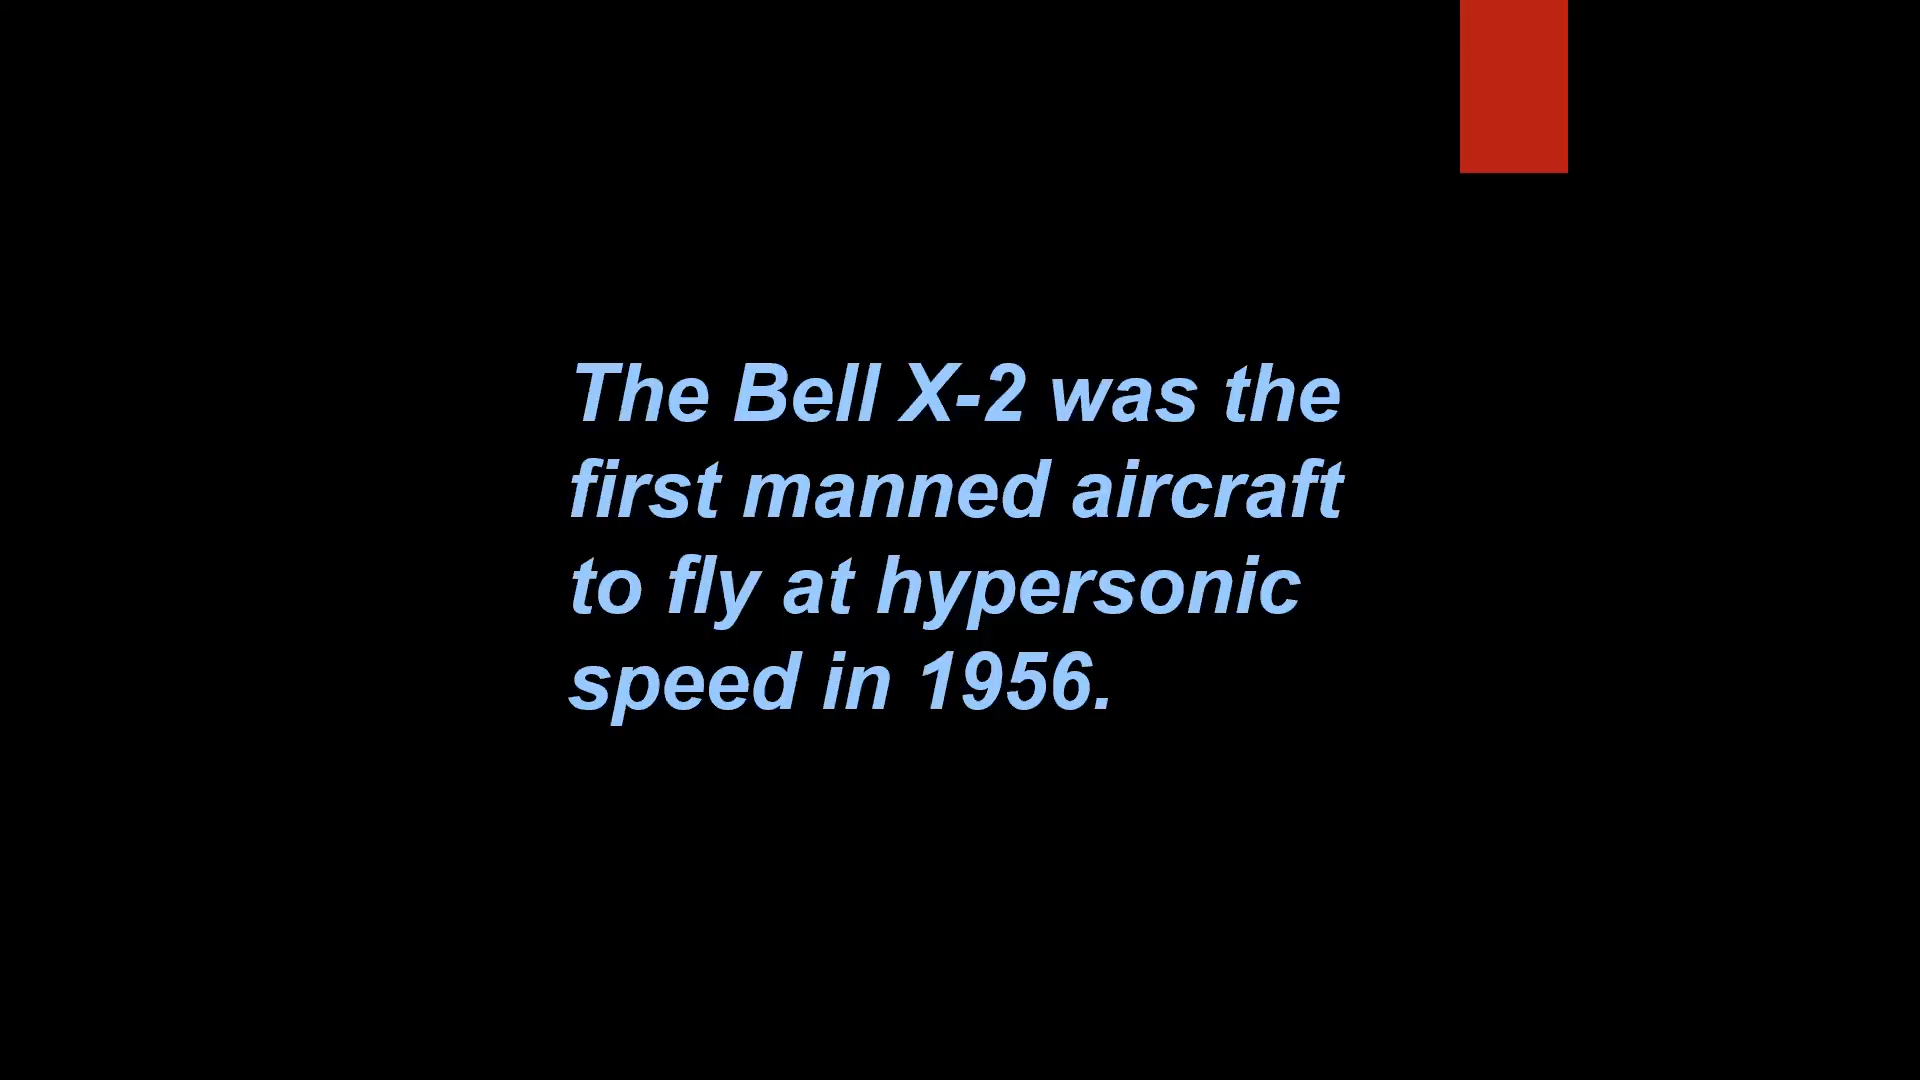 The Bell X-2 was the
first manned aircraft
to fly at hypersonic
speed in 1956.